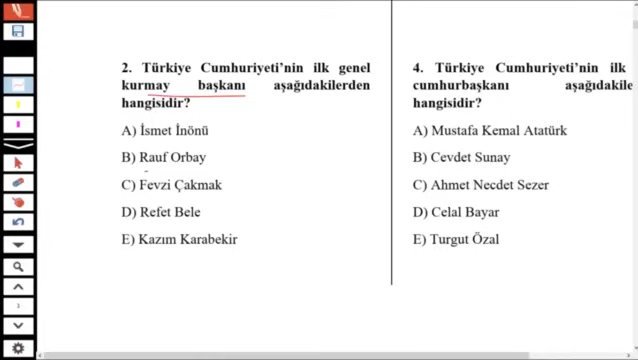 2. Türkiye Cumhuriyeti’nin ilk genel
kurmay başkanı aşağıdakilerden
hangisidir?
A) İsmet İnönü
B) Rauf Orbay
C) Fevzi Çakmak
D) Refet Bele
E) Kazım Karabekir
4. Türkiye Cumhuriyeti’nin ilk
cumhurbaşkanı aşağıdakile
hangisidir?
A) Mustafa Kemal Atatürk
B) Cevdet Sunay
C) Ahmet Necdet Sezer
D) Celal Bayar
E) Turgut Özal